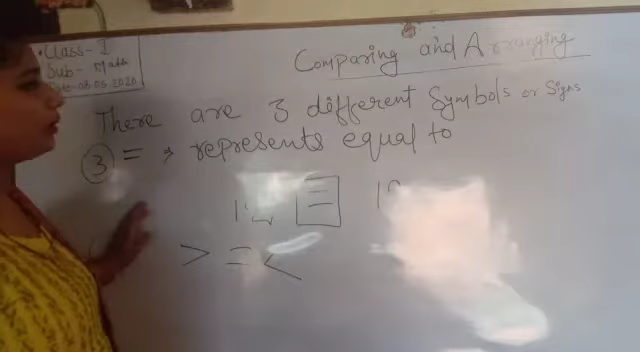 Class- I
Sub- Math
Date-08.05.2020
Comparing and Arranging
There are 3 different Symbols or Signs
③ = → represents equal to
=
> = <